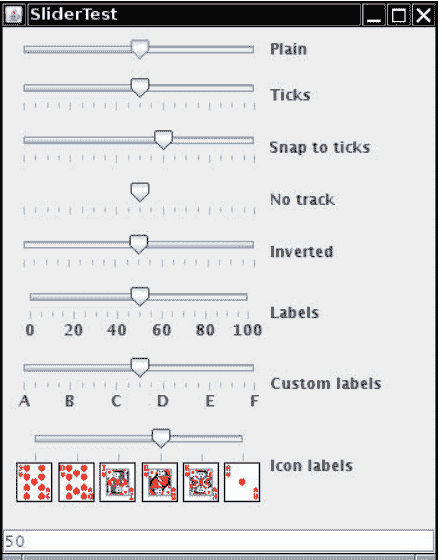 SliderTest
Plain
Ticks
Snap to ticks
No track
Inverted
Labels
0 20 40 60 80 100
Custom labels
A B C D E F
Icon labels
50